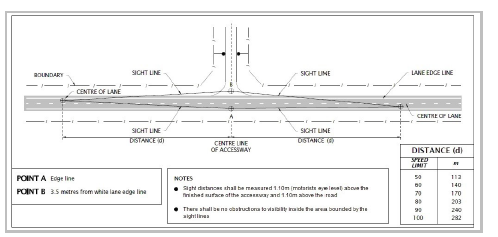 BOUNDARY
SIGHT LINE
SIGHT LINE
LANE EDGE LINE
CENTRE OF LANE
B
A
CENTRE OF LANE
SIGHT LINE
SIGHT LINE
DISTANCE (d)
CENTRE LINE
OF ACCESSWAY
DISTANCE (d)
DISTANCE (d)
SPEED
LIMIT
m
50 113
60 140
70 170
80 203
90 240
100 282
POINT A Edge line
POINT B 3.5 metres from white lane edge line
NOTES
● Sight distances shall be measured 1.10m (motorists eye level) above the
finished surface of the accessway and 1.10m above the road
● There shall be no obstructions to visibility inside the area bounded by the
sight lines